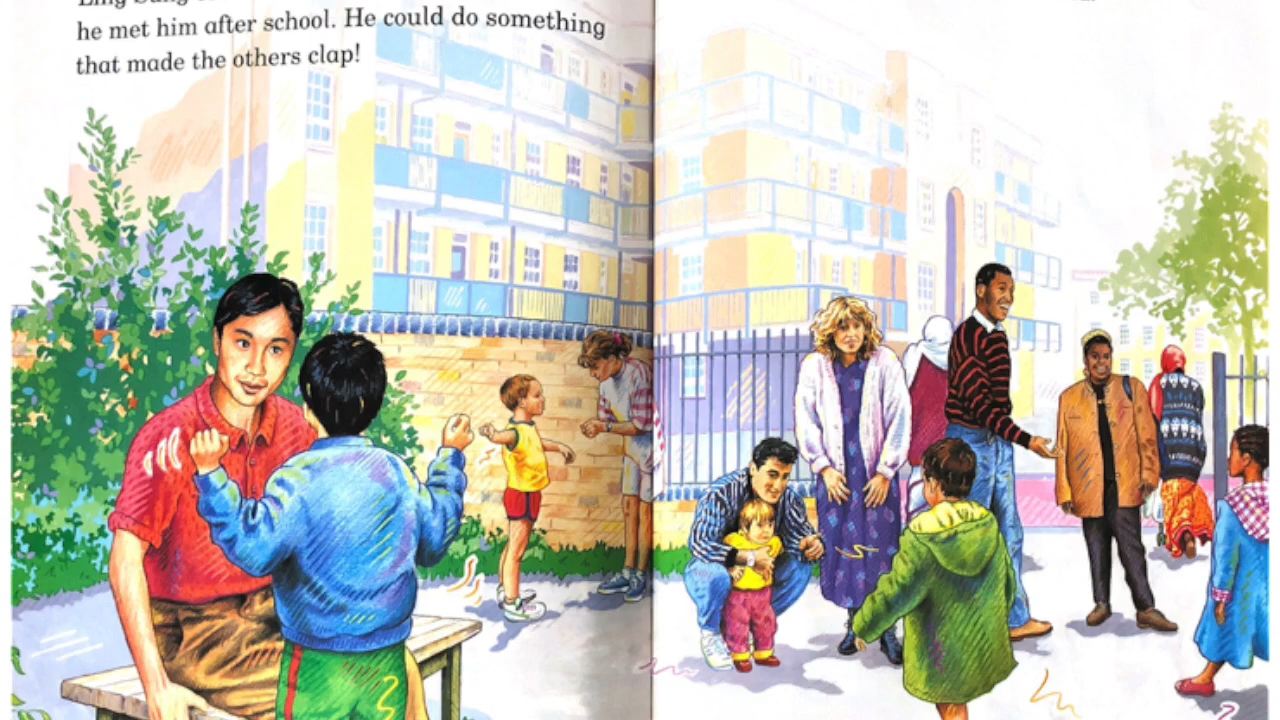 he met him after school. He could do something
that made the others clap!